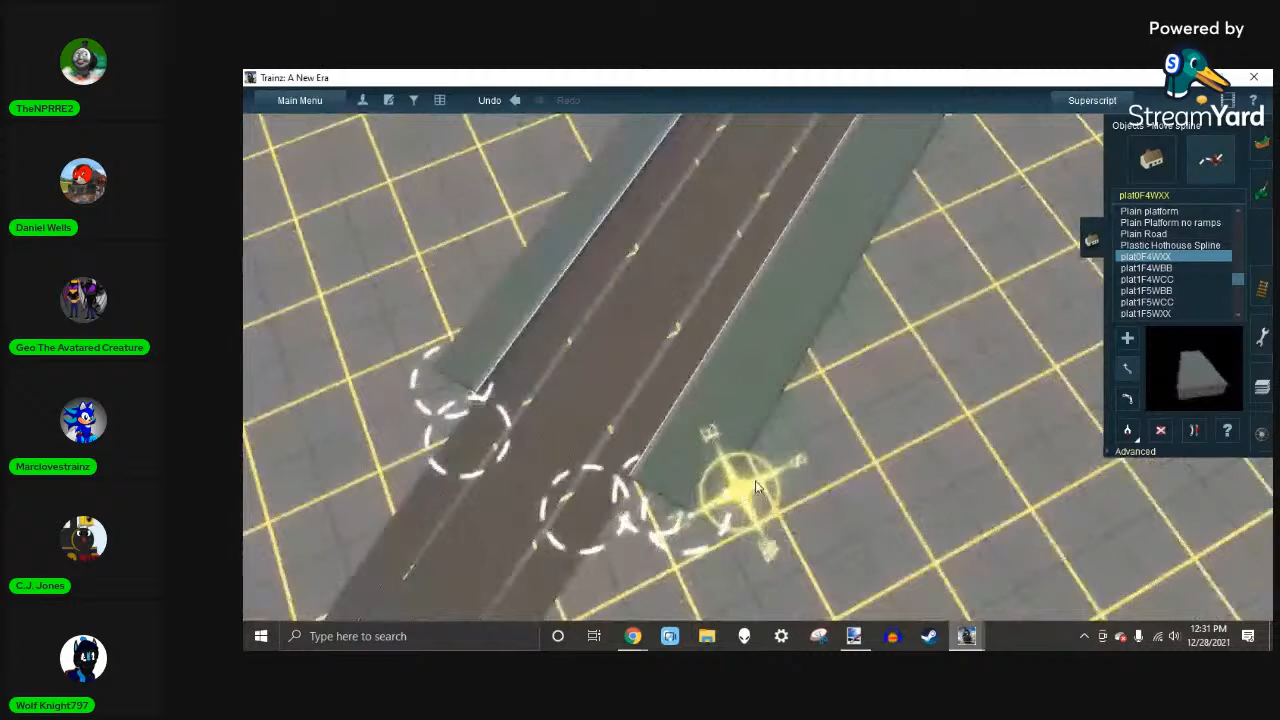 Powered by
StreamYard
TheNPRRE2
Daniel Wells
Geo The Avatared Creature
Marclovestrainz
C.J. Jones
Wolf Knight797
Trainz: A New Era
Main Menu
Undo
Redo
Superscript
?
Objects - Move Spline
plat0F4WXX
Plain platform
Plain Platform no ramps
Plain Road
Plastic Hothouse Spline
plat0F4WXX
plat1F4WBB
plat1F4WCC
plat1F5WBB
plat1F5WCC
plat1F5WXX
?
Advanced
Type here to search
12:31 PM
12/28/2021